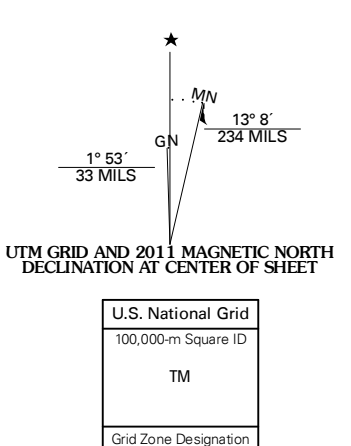 ★
MN
13° 8´
234 MILS
GN
1° 53´
33 MILS
UTM GRID AND 2011 MAGNETIC NORTH
DECLINATION AT CENTER OF SHEET
U.S. National Grid
100,000-m Square ID
TM
Grid Zone Designation